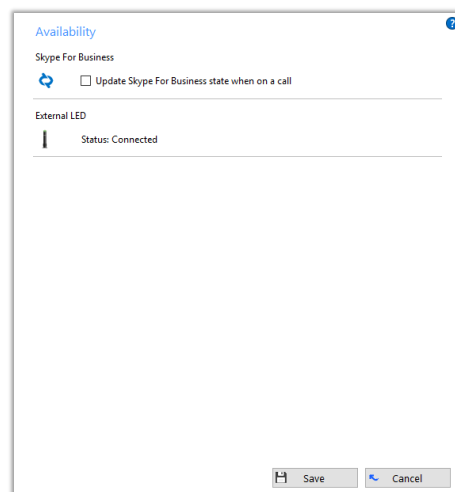 ?
Availability
Skype For Business
Update Skype For Business state when on a call
External LED
Status: Connected
Save
Cancel